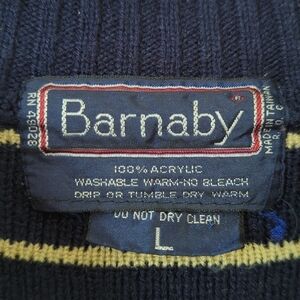 Barnaby
®
RN 49028
MADE IN TAIWAN
R. O. C.
100% ACRYLIC
WASHABLE WARM-NO BLEACH
DRIP OR TUMBLE DRY WARM
DO NOT DRY CLEAN
L